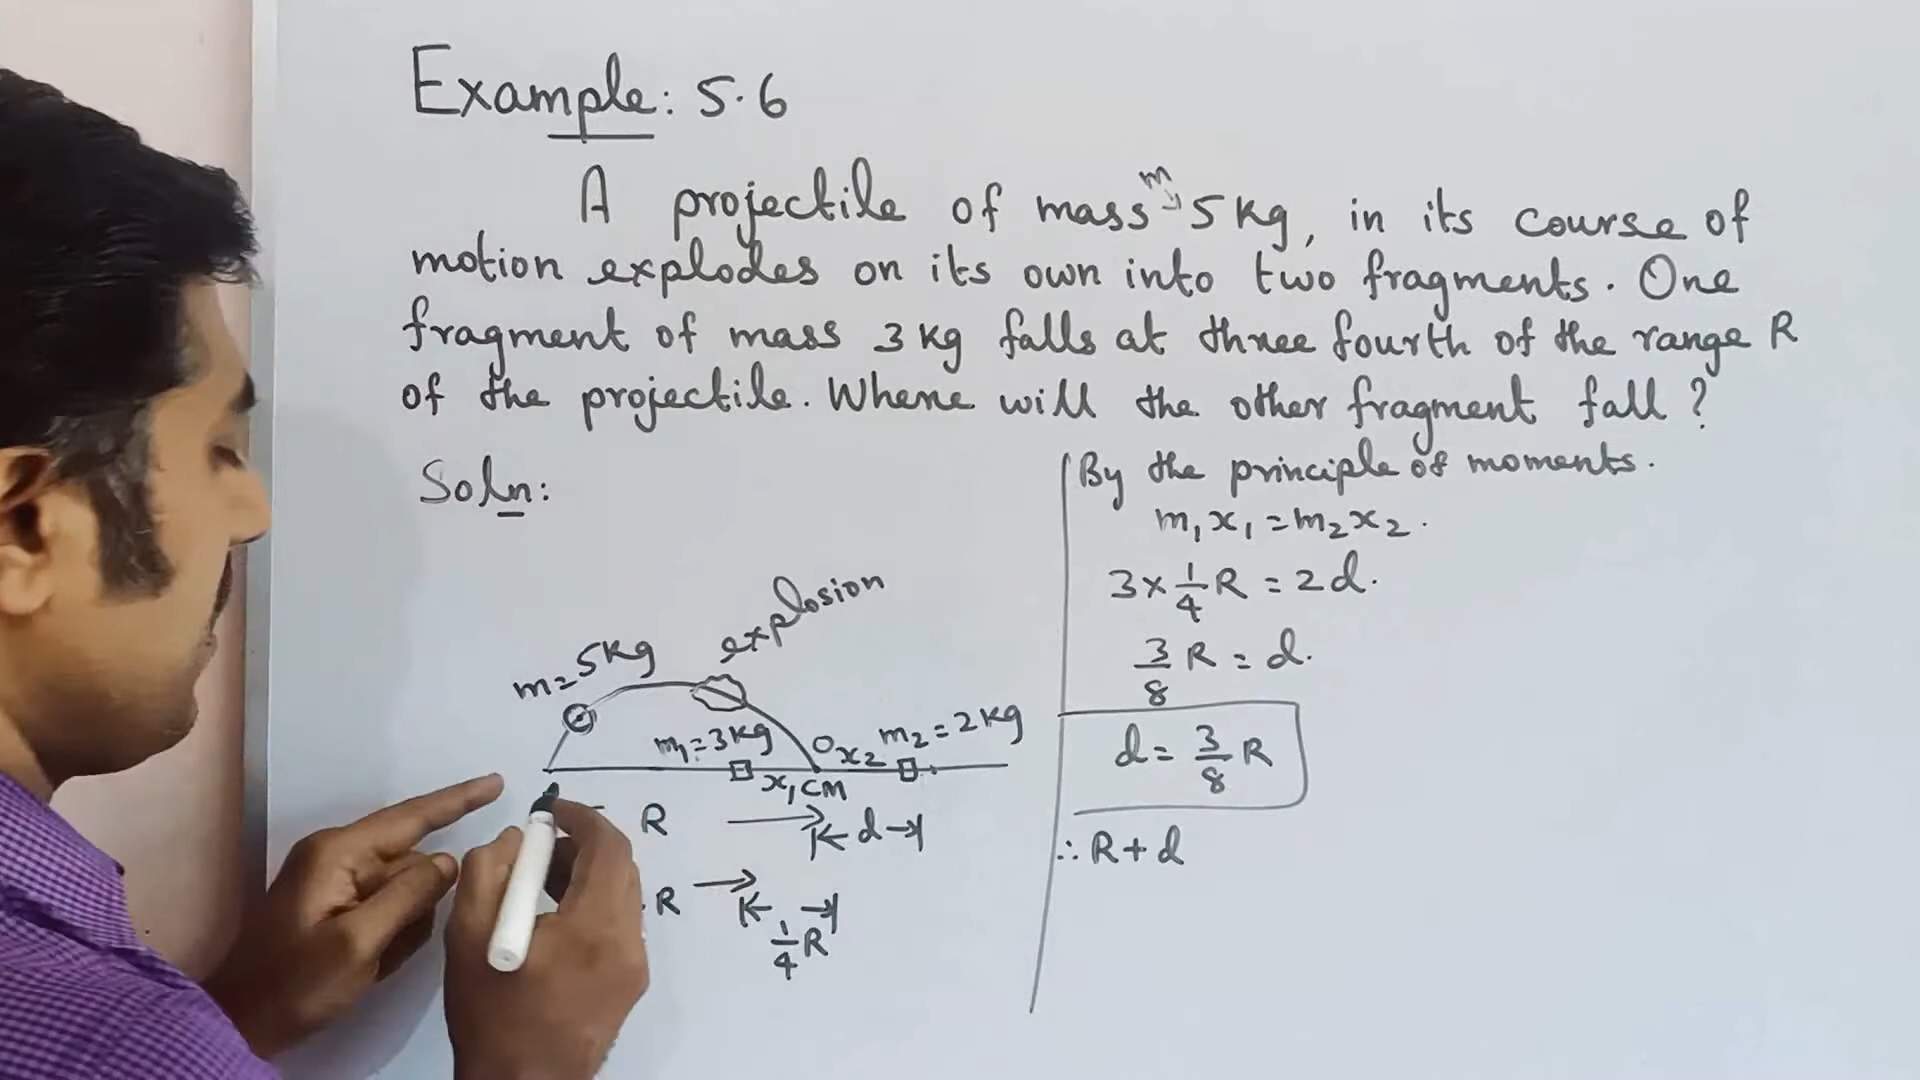 Example: 5.6
A projectile of mass m→ 5 kg, in its course of
motion explodes on its own into two fragments. One
fragment of mass 3 kg falls at three fourth of the range R
of the projectile. Where will the other fragment fall ?
Soln:
explosion
m=5kg
m₁=3kg O x₂ m₂=2kg
x₁ CM
R
d
R
1/4 R
By the principle of moments.
m₁x₁ = m₂x₂.
3 × 1/4 R = 2d.
3/8 R = d.
d = 3/8 R
∴ R + d